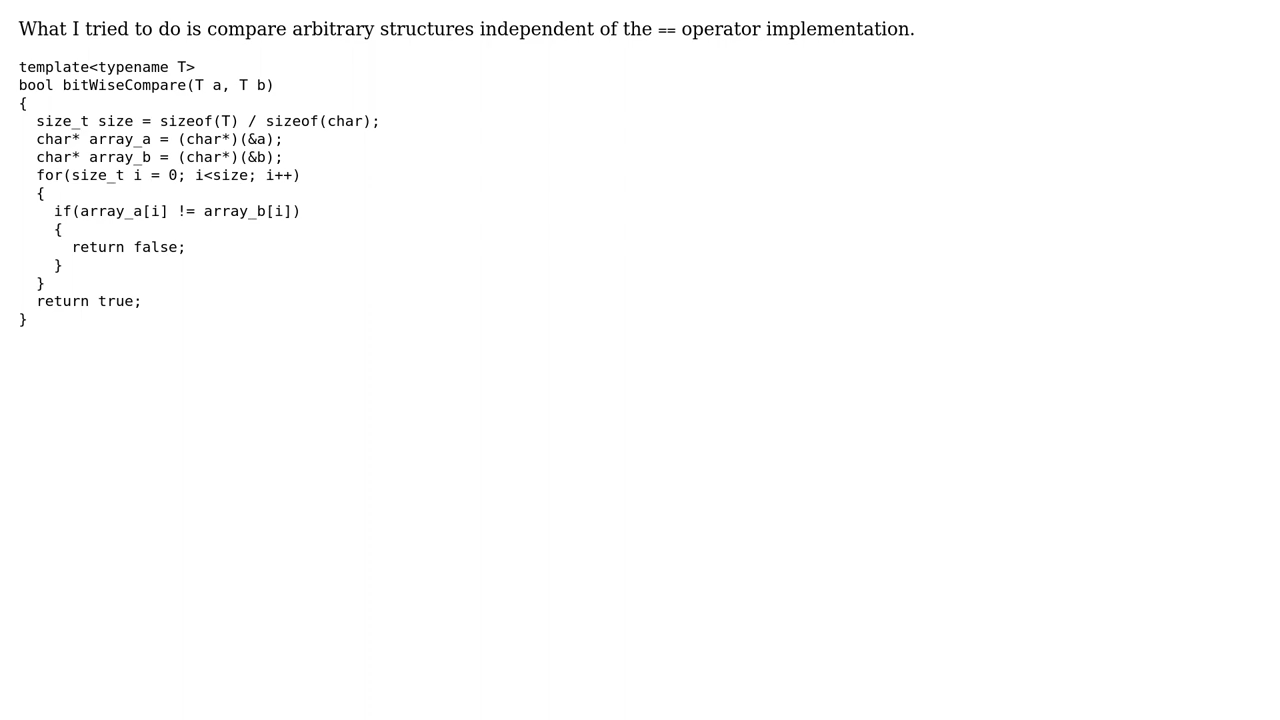 What I tried to do is compare arbitrary structures independent of the == operator implementation.
template<typename T>
bool bitWiseCompare(T a, T b)
{
  size_t size = sizeof(T) / sizeof(char);
  char* array_a = (char*)(&a);
  char* array_b = (char*)(&b);
  for(size_t i = 0; i<size; i++)
  {
    if(array_a[i] != array_b[i])
    {
      return false;
    }
  }
  return true;
}